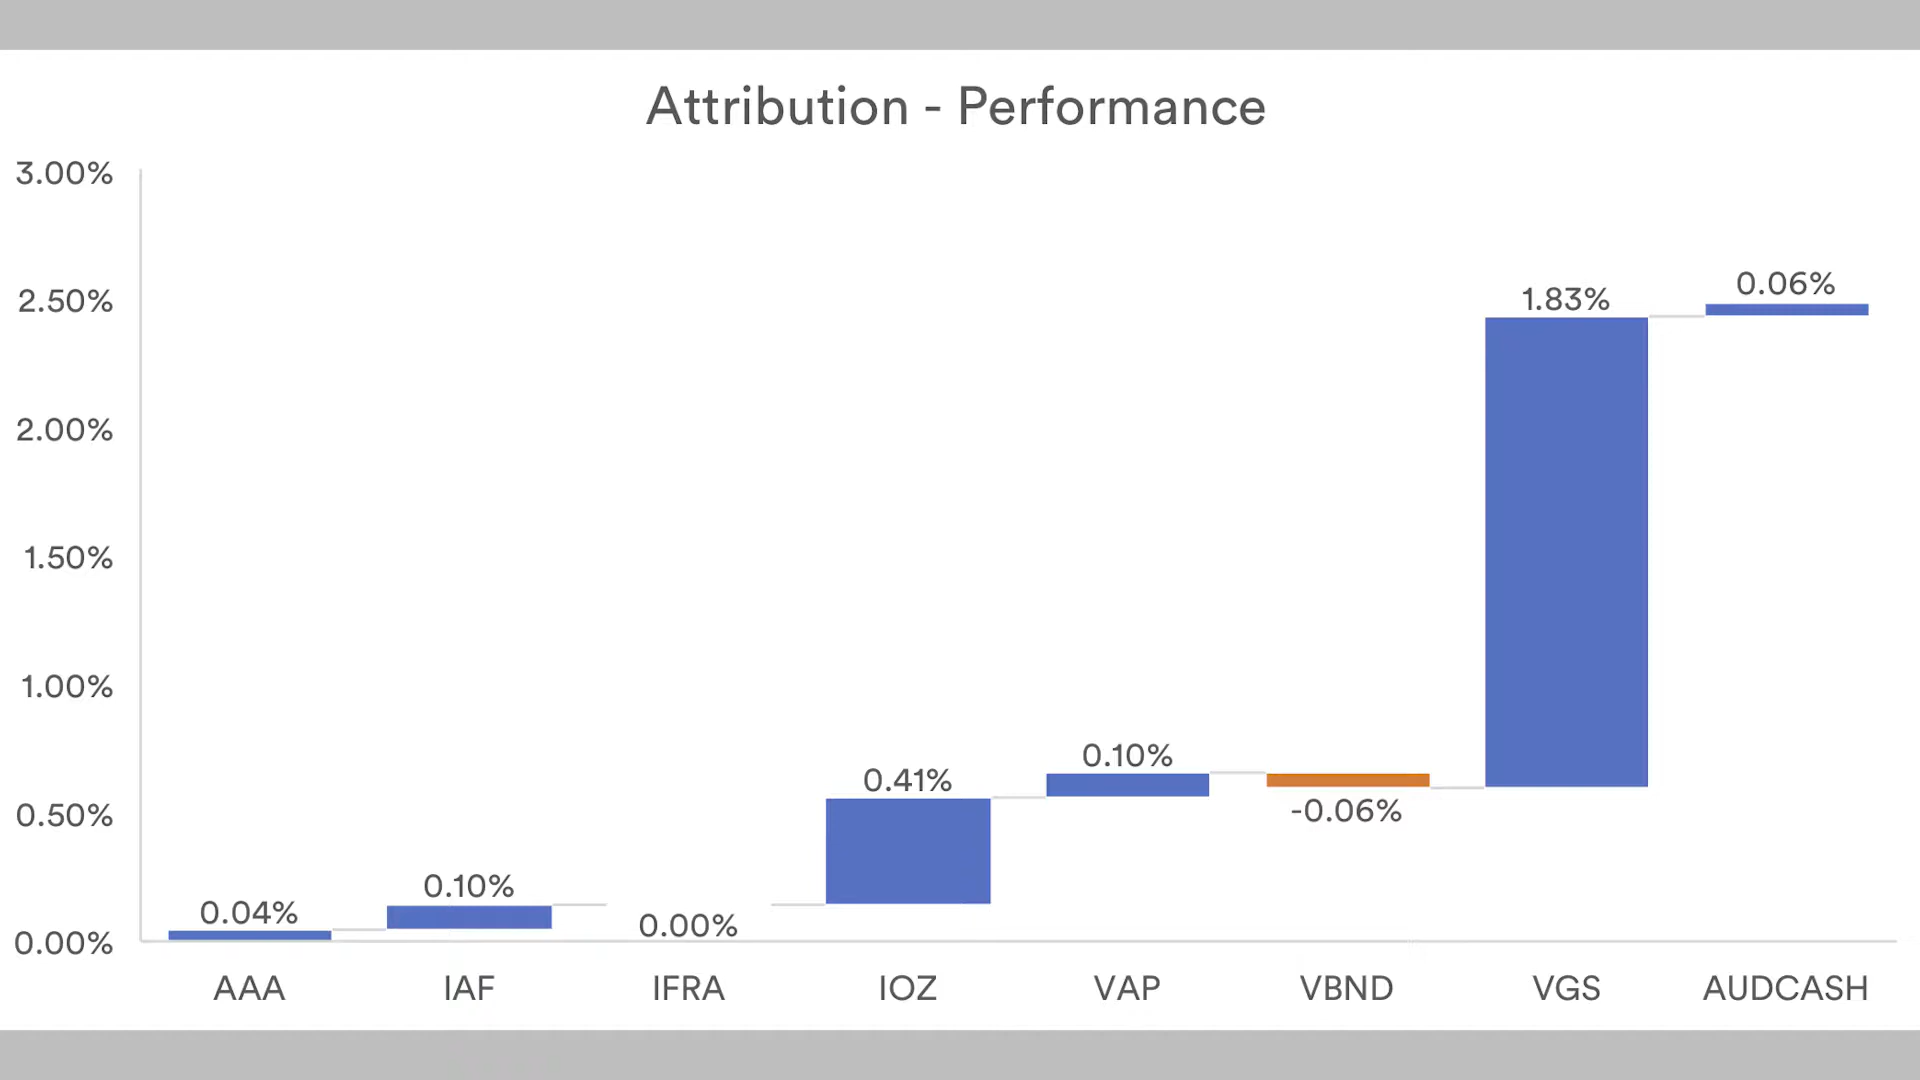 Attribution - Performance
3.00%
2.50%
2.00%
1.50%
1.00%
0.50%
0.00%
0.04%
0.10%
0.00%
0.41%
0.10%
-0.06%
1.83%
0.06%
AAA
IAF
IFRA
IOZ
VAP
VBND
VGS
AUDCASH